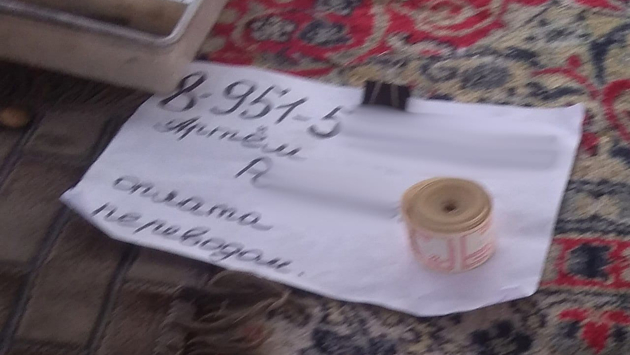 8-951-5
Артём
А
оплата
переводом.